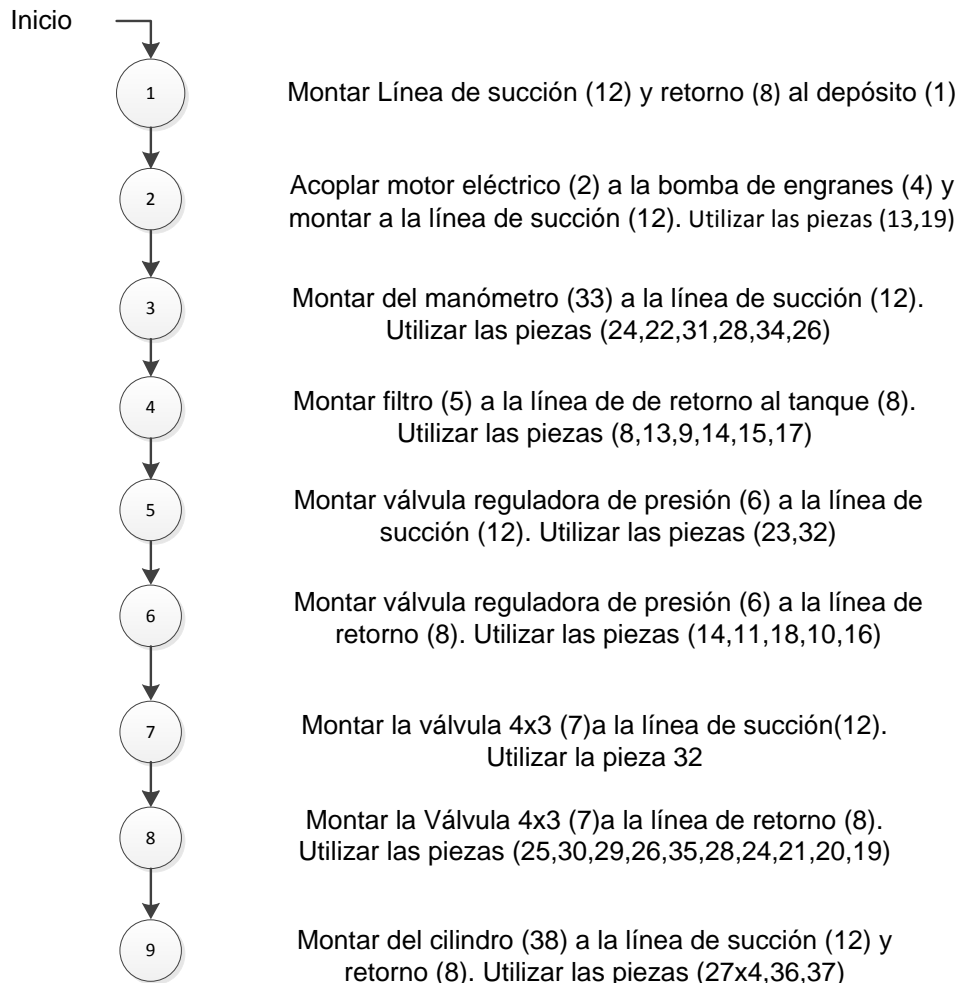 Inicio
1
Montar Línea de succión (12) y retorno (8) al depósito (1)
2
Acoplar motor eléctrico (2) a la bomba de engranes (4) y
montar a la línea de succión (12). Utilizar las piezas (13,19)
3
Montar del manómetro (33) a la línea de succión (12).
Utilizar las piezas (24,22,31,28,34,26)
4
Montar filtro (5) a la línea de de retorno al tanque (8).
Utilizar las piezas (8,13,9,14,15,17)
5
Montar válvula reguladora de presión (6) a la línea de
succión (12). Utilizar las piezas (23,32)
6
Montar válvula reguladora de presión (6) a la línea de
retorno (8). Utilizar las piezas (14,11,18,10,16)
7
Montar la válvula 4x3 (7)a la línea de succión(12).
Utilizar la pieza 32
8
Montar la Válvula 4x3 (7)a la línea de retorno (8).
Utilizar las piezas (25,30,29,26,35,28,24,21,20,19)
9
Montar del cilindro (38) a la línea de succión (12) y
retorno (8). Utilizar las piezas (27x4,36,37)